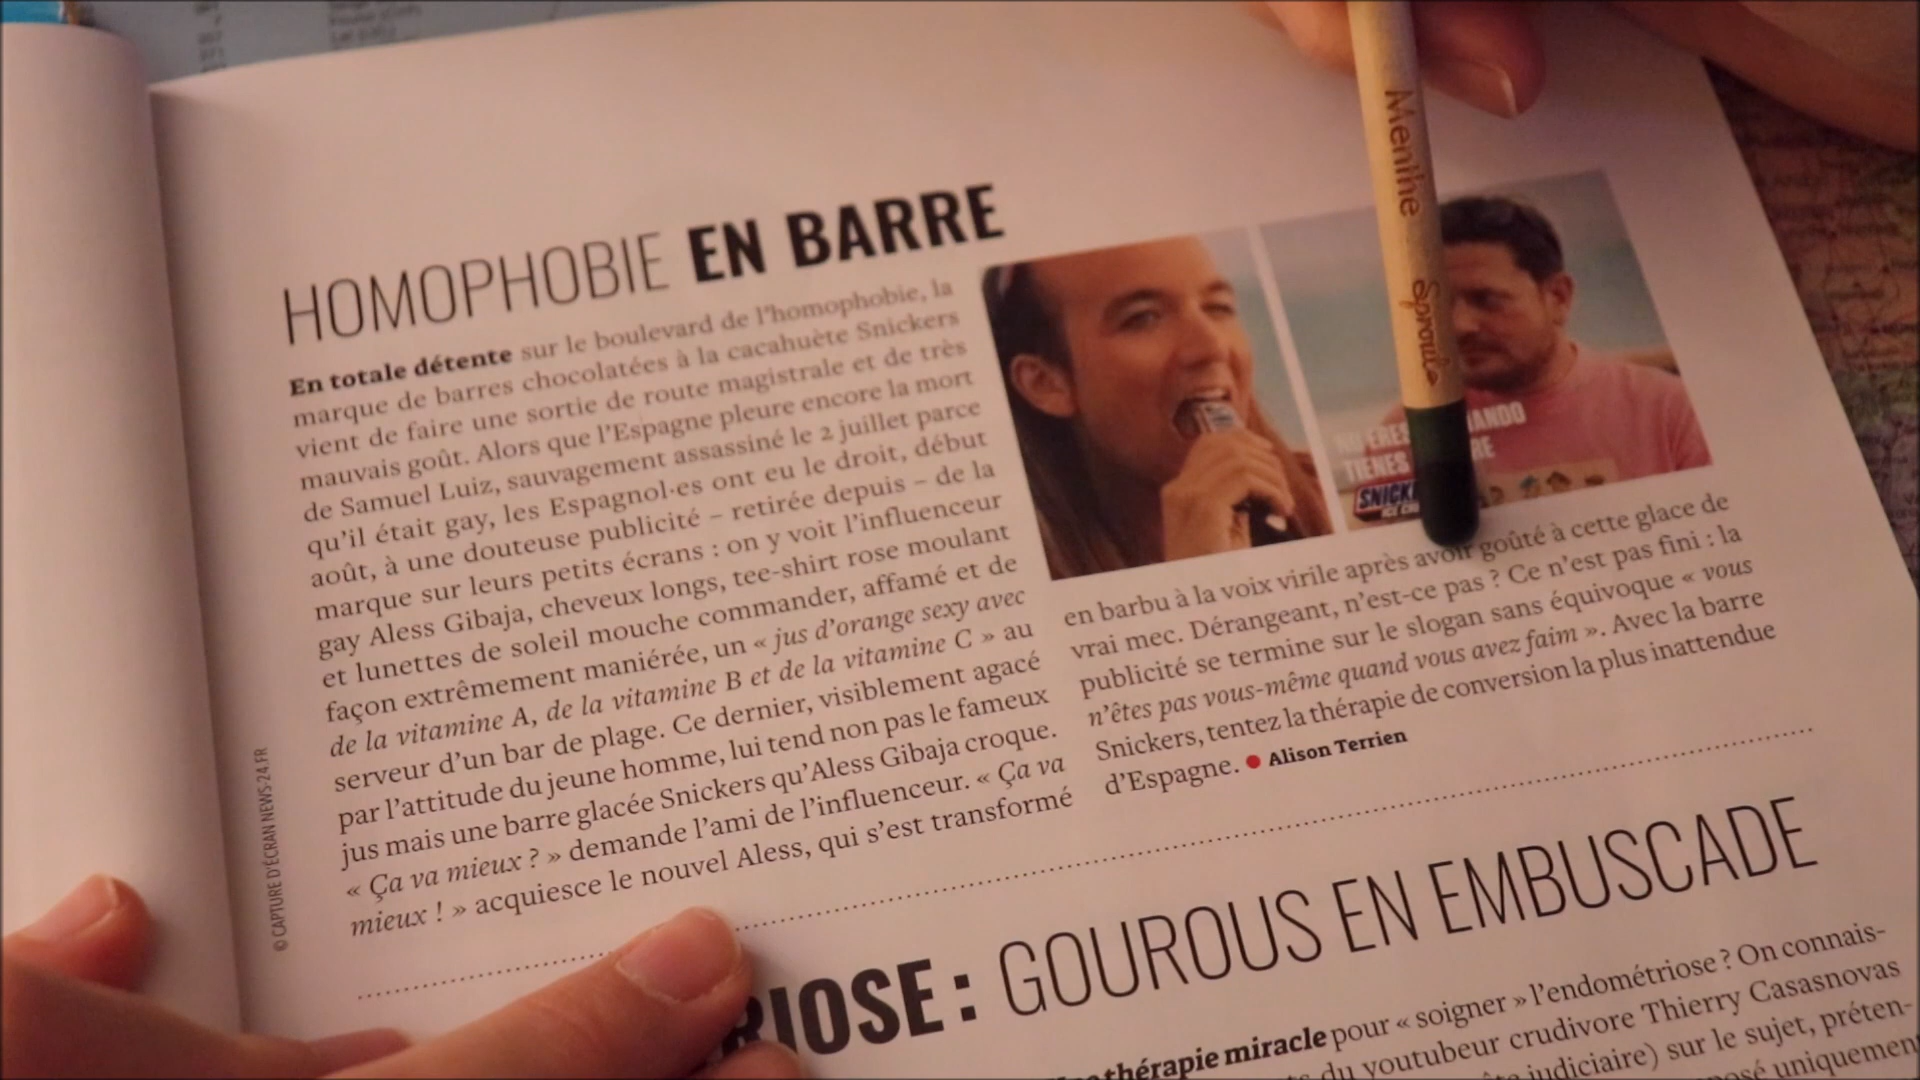 HOMOPHOBIE EN BARRE
En totale détente sur le boulevard de l'homophobie, la
marque de barres chocolatées à la cacahuète Snickers
vient de faire une sortie de route magistrale et de très
mauvais goût. Alors que l'Espagne pleure encore la mort
de Samuel Luiz, sauvagement assassiné le 2 juillet parce
qu'il était gay, les Espagnol·es ont eu le droit, début
août, à une douteuse publicité – retirée depuis – de la
marque sur leurs petits écrans : on y voit l'influenceur
gay Aless Gibaja, cheveux longs, tee-shirt rose moulant
et lunettes de soleil mouche commander, affamé et de
façon extrêmement maniérée, un « jus d'orange sexy avec
de la vitamine A, de la vitamine B et de la vitamine C » au
serveur d'un bar de plage. Ce dernier, visiblement agacé
par l'attitude du jeune homme, lui tend non pas le fameux
jus mais une barre glacée Snickers qu'Aless Gibaja croque.
« Ça va mieux ? » demande l'ami de l'influenceur. « Ça va
mieux ! » acquiesce le nouvel Aless, qui s'est transformé
en barbu à la voix virile après avoir goûté à cette glace de
vrai mec. Dérangeant, n'est-ce pas ? Ce n'est pas fini : la
publicité se termine sur le slogan sans équivoque « vous
n'êtes pas vous-même quand vous avez faim ». Avec la barre
Snickers, tentez la thérapie de conversion la plus inattendue
d'Espagne. ● Alison Terrien
© CAPTURE D'ÉCRAN NEWS 24.FR
Menthe Sprout
TIENES
SNICK
RIOSE : GOUROUS EN EMBUSCADE
thérapie miracle pour « soigner » l'endométriose ? On connais-
du youtubeur crudivore Thierry Casasnovas
judiciaire) sur le sujet, préten-
uniquement